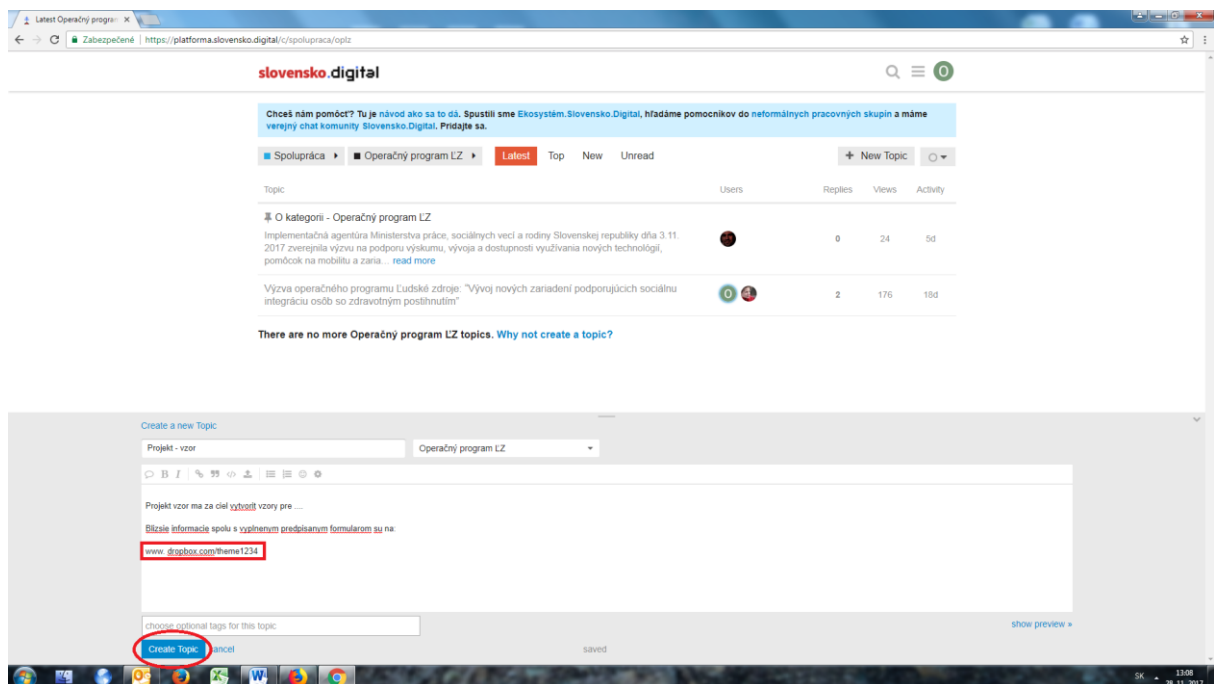 Latest Operačný program
Zabezpečené https://platforma.slovensko.digital/c/spolupraca/oplz
slovensko.digital
O
Chceš nám pomôcť? Tu je návod ako sa to dá. Spustili sme Ekosystém.Slovensko.Digital, hľadáme pomocníkov do neformálnych pracovných skupín a máme
verejný chat komunity Slovensko.Digital. Pridajte sa.
Spolupráca Operačný program ĽZ Latest Top New Unread + New Topic
Topic Users Replies Views Activity
O kategorii - Operačný program ĽZ
Implementačná agentúra Ministerstva práce, sociálnych vecí a rodiny Slovenskej republiky dňa 3.11.
2017 zverejnila výzvu na podporu výskumu, vývoja a dostupnosti využívania nových technológií,
pomôcok na mobilitu a zaria... read more
0 24 5d
Výzva operačného programu Ľudské zdroje: "Vývoj nových zariadení podporujúcich sociálnu
integráciu osôb so zdravotným postihnutím"
O 2 176 18d
There are no more Operačný program ĽZ topics. Why not create a topic?
Create a new Topic
Projekt - vzor Operačný program ĽZ
B I
Projekt vzor ma za ciel vytvorit vzory pre ....
Blizsie informacie spolu s vyplnenym predpisanym formularom su na:
www. dropbox.com/theme1234
choose optional tags for this topic
show preview »
Create Topic cancel saved
SK 13:08
28. 11. 2017